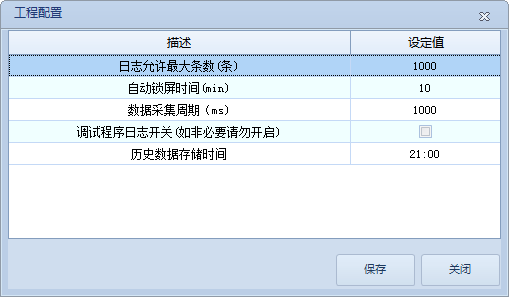 工程配置
描述 设定值
日志允许最大条数(条) 1000
自动锁屏时间(min) 10
数据采集周期（ms） 1000
调试程序日志开关(如非必要请勿开启)
历史数据存储时间 21:00
保存 关闭